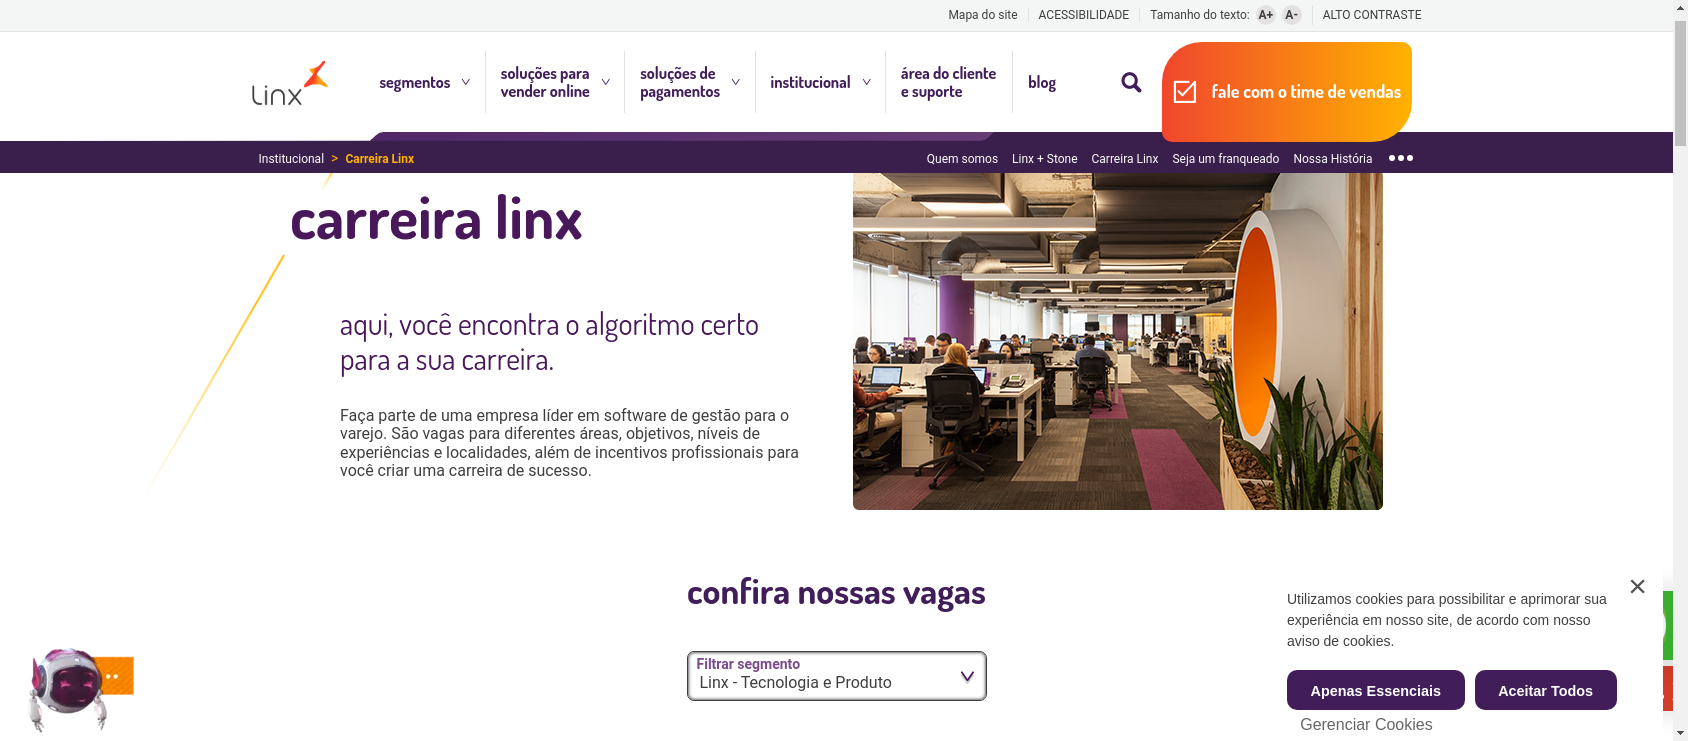 Mapa do site
ACESSIBILIDADE
Tamanho do texto:
A+
A-
ALTO CONTRASTE
Linx
segmentos
soluções para
vender online
soluções de
pagamentos
institucional
área do cliente
e suporte
blog
fale com o time de vendas
Institucional > Carreira Linx
Quem somos
Linx + Stone
Carreira Linx
Seja um franqueado
Nossa História
carreira linx
aqui, você encontra o algoritmo certo
para a sua carreira.
Faça parte de uma empresa líder em software de gestão para o
varejo. São vagas para diferentes áreas, objetivos, níveis de
experiências e localidades, além de incentivos profissionais para
você criar uma carreira de sucesso.
confira nossas vagas
Filtrar segmento
Linx - Tecnologia e Produto
Utilizamos cookies para possibilitar e aprimorar sua
experiência em nosso site, de acordo com nosso
aviso de cookies.
Apenas Essenciais
Aceitar Todos
Gerenciar Cookies